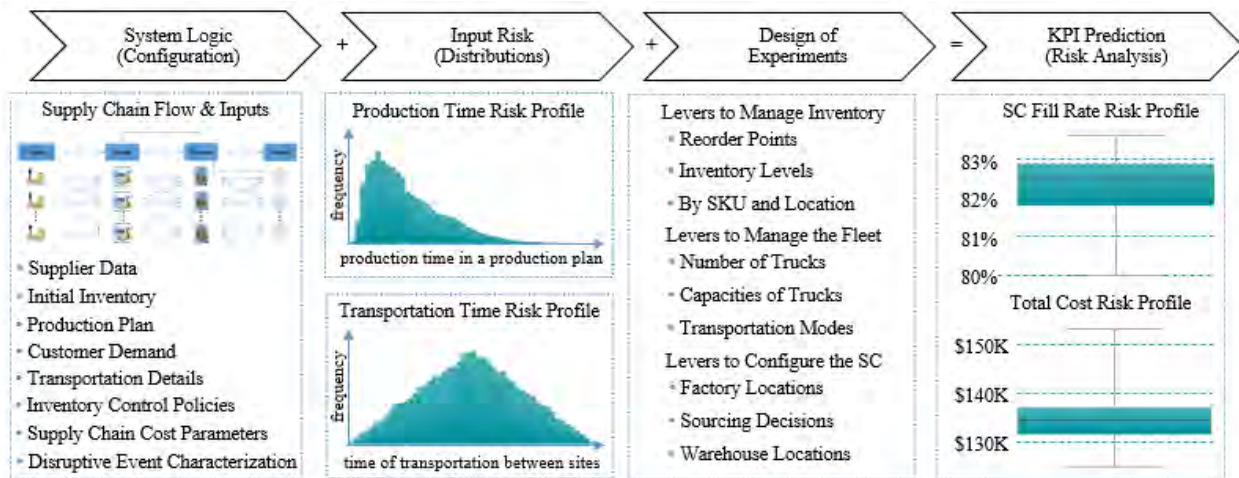 System Logic
(Configuration)
+
Input Risk
(Distributions)
+
Design of
Experiments
=
KPI Prediction
(Risk Analysis)
Supply Chain Flow & Inputs
Supplier Data
Initial Inventory
Production Plan
Customer Demand
Transportation Details
Inventory Control Policies
Supply Chain Cost Parameters
Disruptive Event Characterization
Production Time Risk Profile
frequency
production time in a production plan
Transportation Time Risk Profile
frequency
time of transportation between sites
Levers to Manage Inventory
Reorder Points
Inventory Levels
By SKU and Location
Levers to Manage the Fleet
Number of Trucks
Capacities of Trucks
Transportation Modes
Levers to Configure the SC
Factory Locations
Sourcing Decisions
Warehouse Locations
SC Fill Rate Risk Profile
83%
82%
81%
80%
Total Cost Risk Profile
$150K
$140K
$130K